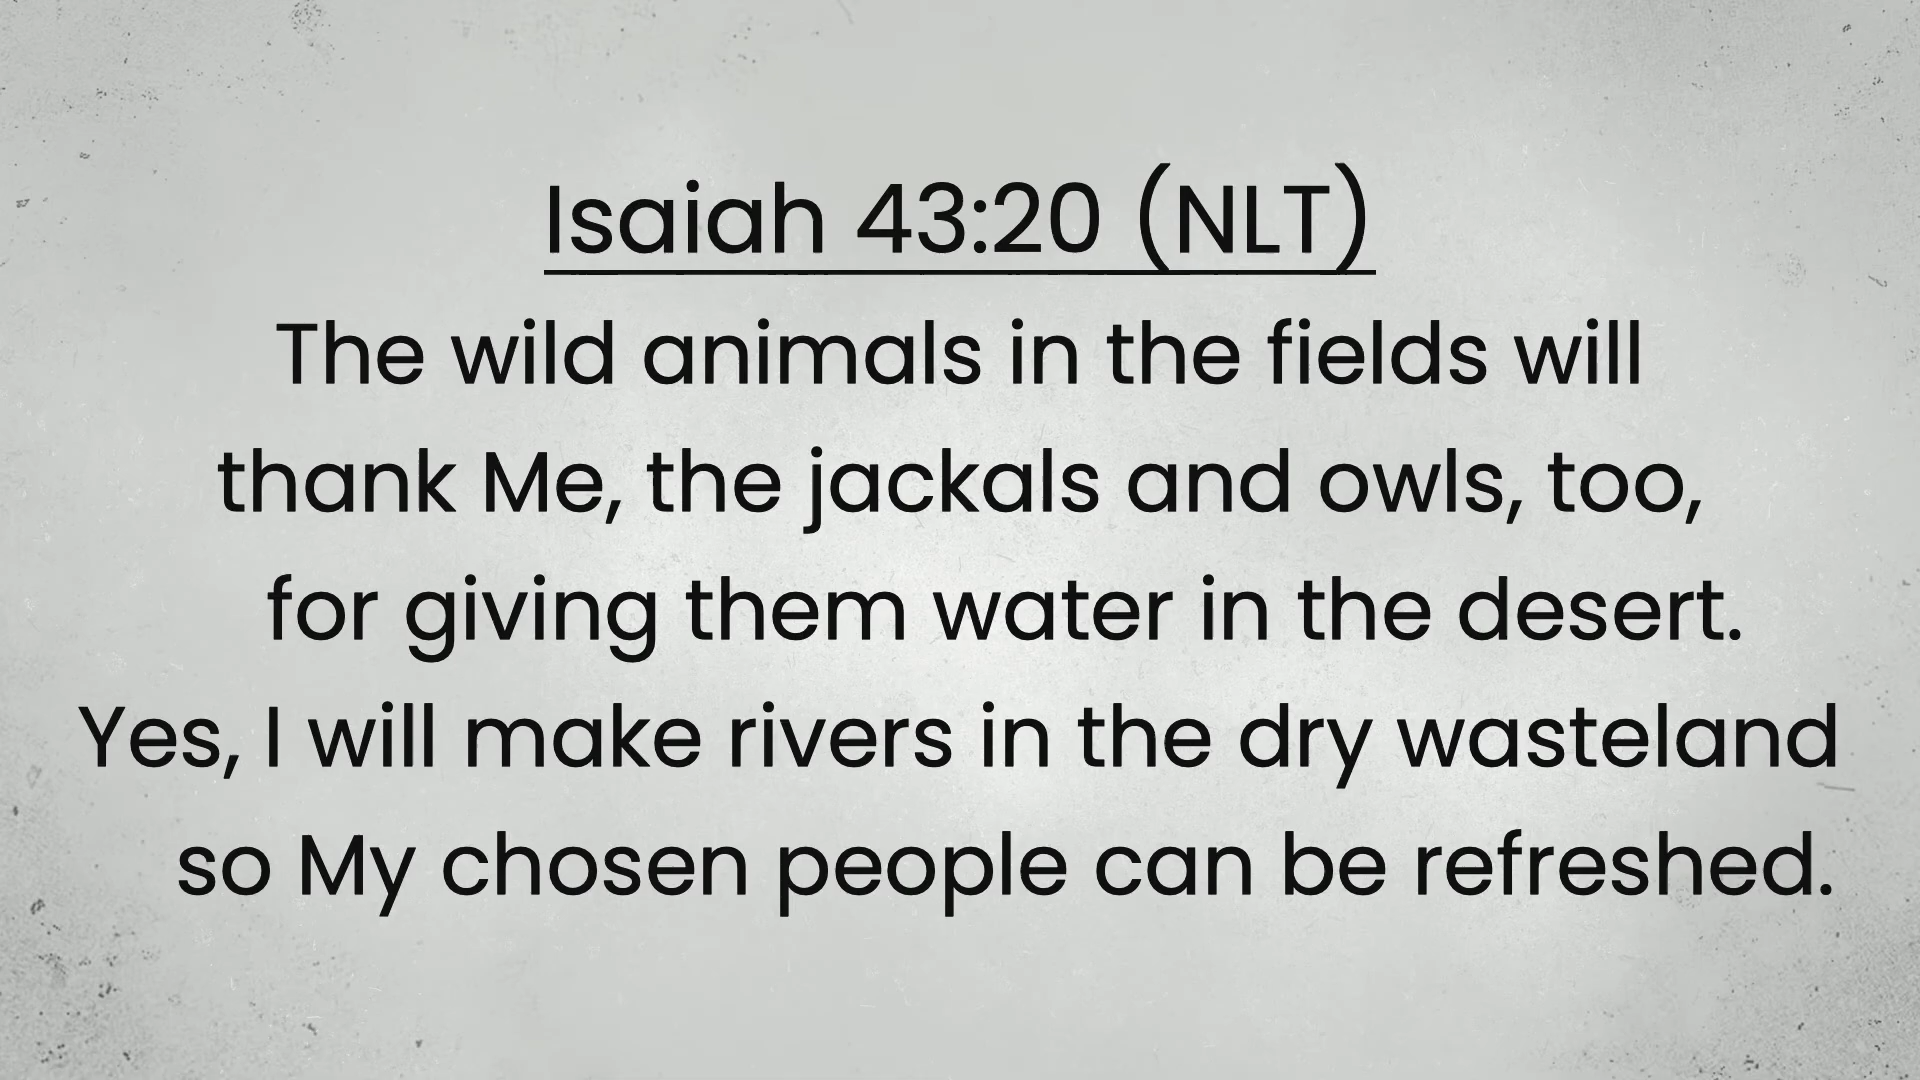 Isaiah 43:20 (NLT)
The wild animals in the fields will
thank Me, the jackals and owls, too,
for giving them water in the desert.
Yes, I will make rivers in the dry wasteland
so My chosen people can be refreshed.